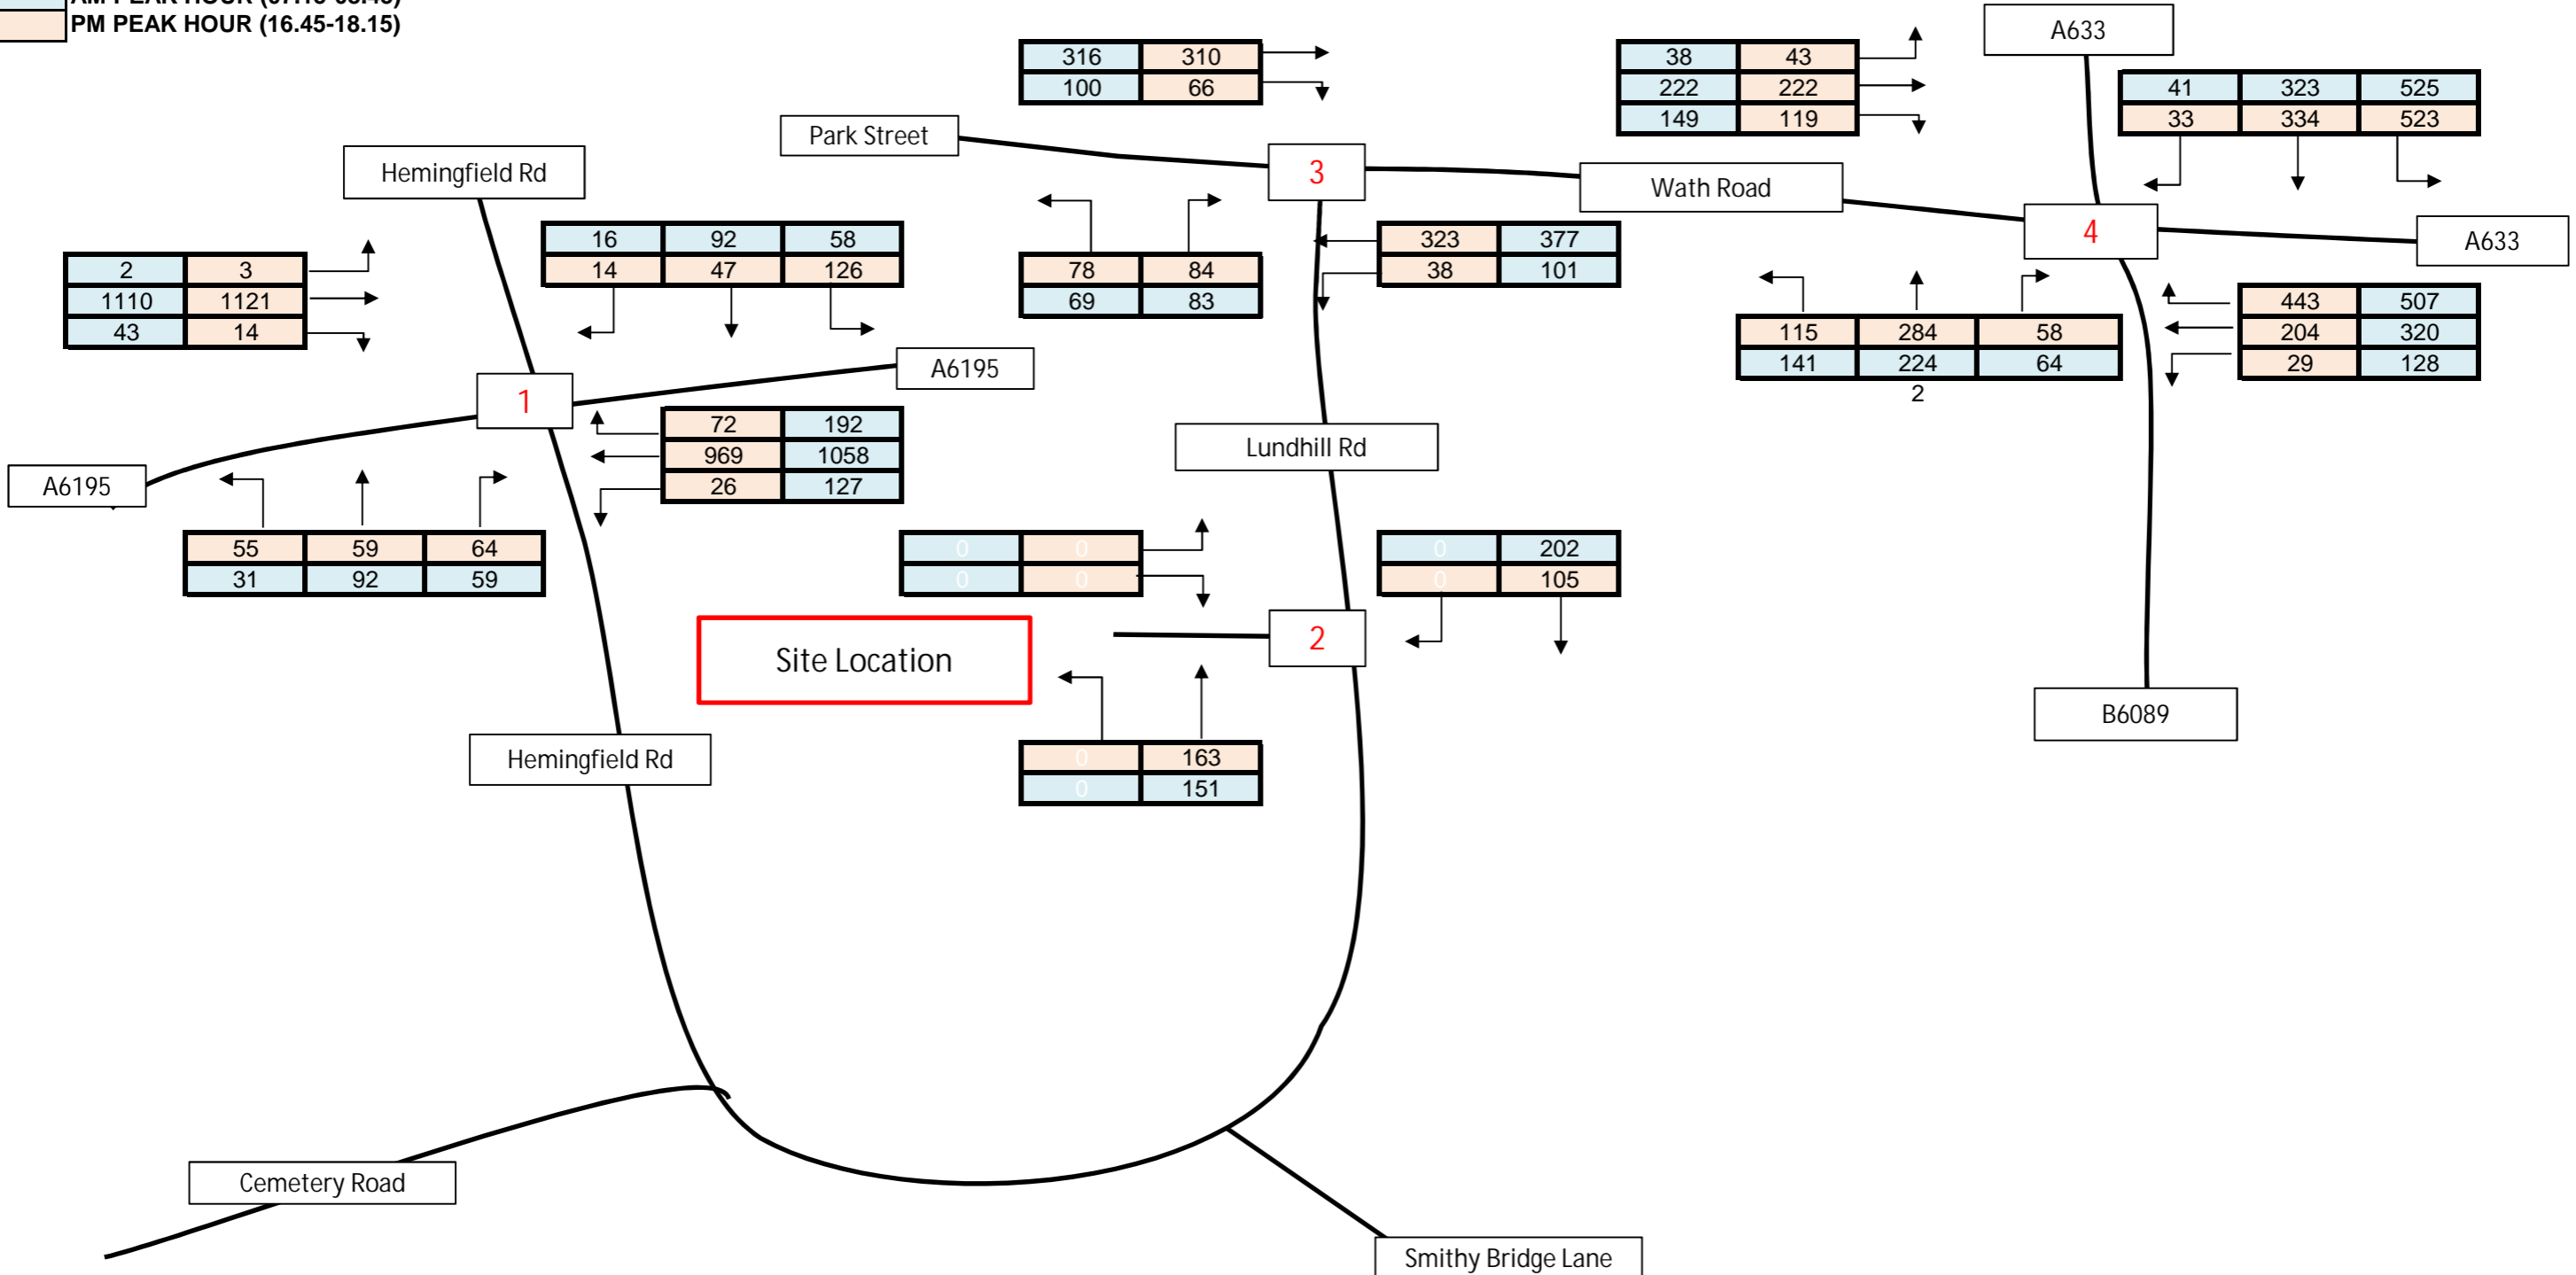 PM PEAK HOUR (16.45-18.15)
A633
316 310
100 66
38 43
222 222
149 119
41 323 525
33 334 523
Park Street
Hemingfield Rd
3
Wath Road
4
A633
2 3
1110 1121
43 14
16 92 58
14 47 126
78 84
69 83
323 377
38 101
115 284 58
141 224 64
2
443 507
204 320
29 128
A6195
1
72 192
969 1058
26 127
Lundhill Rd
A6195
55 59 64
31 92 59
0 0
0 0
0 202
0 105
Site Location
2
B6089
Hemingfield Rd
0 163
0 151
Cemetery Road
Smithy Bridge Lane